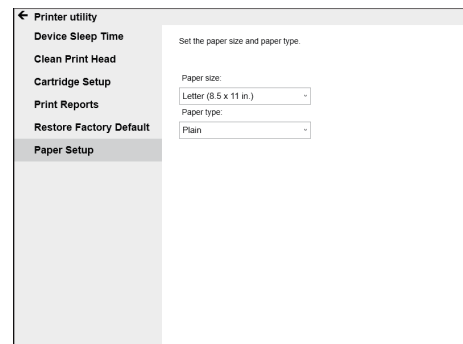 Printer utility
Device Sleep Time
Clean Print Head
Cartridge Setup
Print Reports
Restore Factory Default
Paper Setup
Set the paper size and paper type.
Paper size:
Letter (8.5 x 11 in.)
Paper type:
Plain